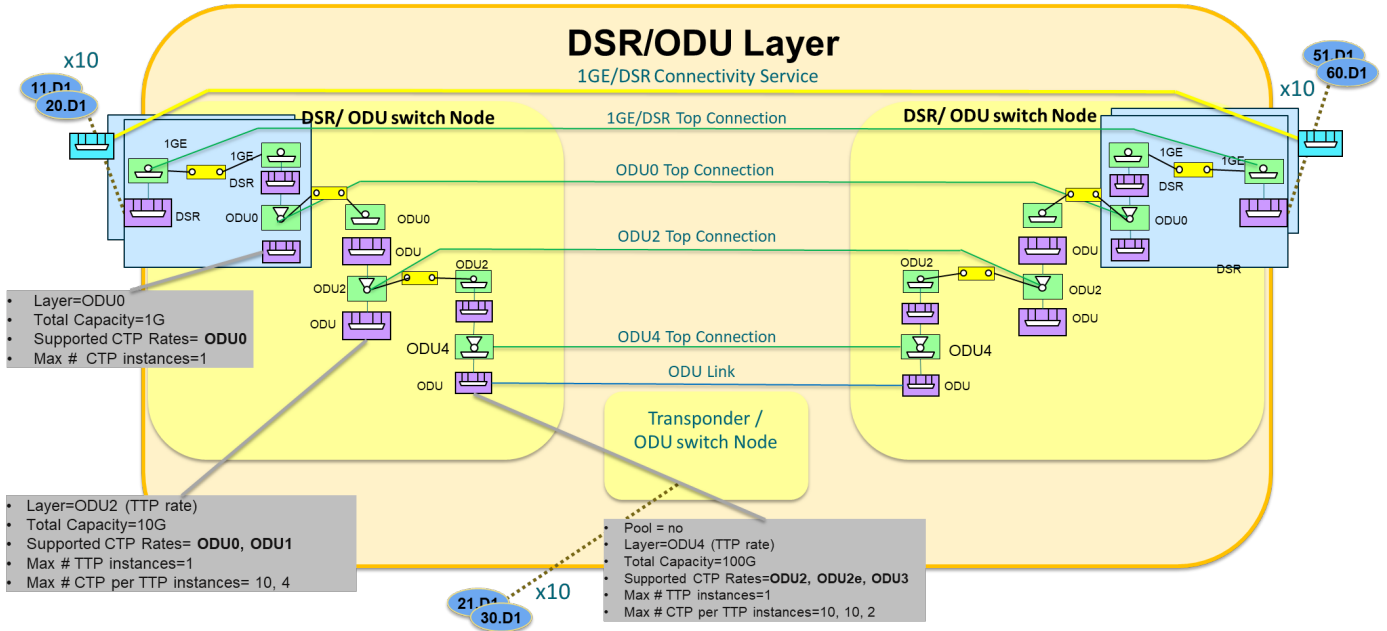 DSR/ODU Layer
1GE/DSR Connectivity Service
x10
11.D1
20.D1
51.D1
60.D1
x10
DSR/ ODU switch Node
DSR/ ODU switch Node
1GE/DSR Top Connection
1GE
1GE
DSR
DSR
ODU0
ODU0
ODU
ODU2
ODU2
ODU
ODU4
ODU
ODU0 Top Connection
ODU2 Top Connection
ODU4 Top Connection
ODU Link
1GE
1GE
DSR
ODU0
DSR
ODU
ODU2
ODU2
ODU
ODU4
ODU
Transponder /
ODU switch Node
• Layer=ODU0
• Total Capacity=1G
• Supported CTP Rates= ODU0
• Max # CTP instances=1
• Layer=ODU2 (TTP rate)
• Total Capacity=10G
• Supported CTP Rates= ODU0, ODU1
• Max # TTP instances=1
• Max # CTP per TTP instances= 10, 4
• Pool = no
• Layer=ODU4 (TTP rate)
• Total Capacity=100G
• Supported CTP Rates=ODU2, ODU2e, ODU3
• Max # TTP instances=1
• Max # CTP per TTP instances=10, 10, 2
21.D1
30.D1
x10